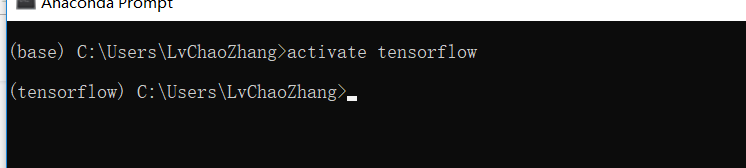 Anaconda Prompt
(base) C:\Users\LvChaoZhang>activate tensorflow
(tensorflow) C:\Users\LvChaoZhang>